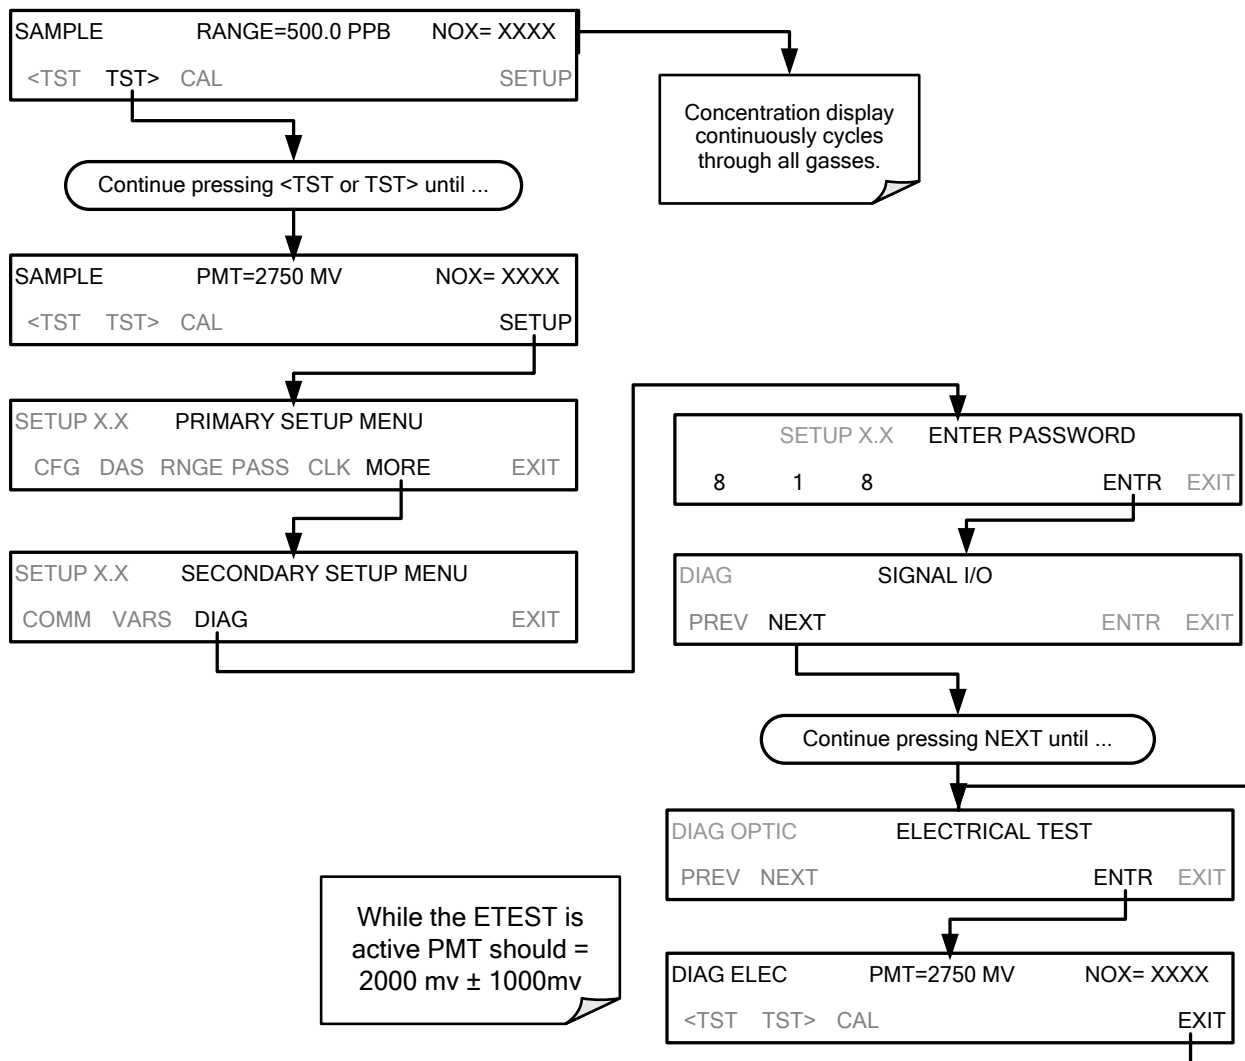 SAMPLE RANGE=500.0 PPB NOX= XXXX
<TST TST> CAL SETUP
Concentration display
continuously cycles
through all gasses.
Continue pressing <TST or TST> until ...
SAMPLE PMT=2750 MV NOX= XXXX
<TST TST> CAL SETUP
SETUP X.X PRIMARY SETUP MENU
CFG DAS RNGE PASS CLK MORE EXIT
SETUP X.X SECONDARY SETUP MENU
COMM VARS DIAG EXIT
SETUP X.X ENTER PASSWORD
8 1 8 ENTR EXIT
DIAG SIGNAL I/O
PREV NEXT ENTR EXIT
Continue pressing NEXT until ...
DIAG OPTIC ELECTRICAL TEST
PREV NEXT ENTR EXIT
While the ETEST is
active PMT should =
2000 mv ± 1000mv
DIAG ELEC PMT=2750 MV NOX= XXXX
<TST TST> CAL EXIT